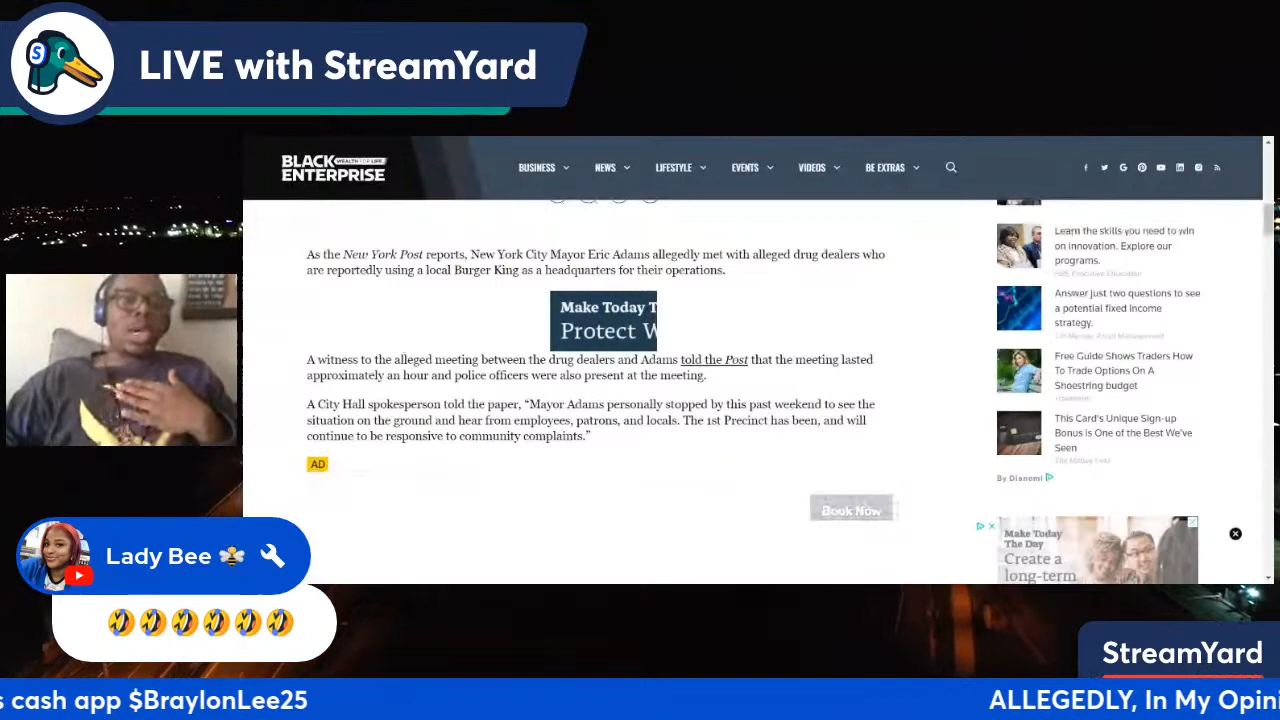 LIVE with StreamYard
S
BLACK
WEALTH FOR LIFE
ENTERPRISE
BUSINESS
NEWS
LIFESTYLE
EVENTS
VIDEOS
BE EXTRAS
As the New York Post reports, New York City Mayor Eric Adams allegedly met with alleged drug dealers who
are reportedly using a local Burger King as a headquarters for their operations.
Make Today T
Protect W
A witness to the alleged meeting between the drug dealers and Adams told the Post that the meeting lasted
approximately an hour and police officers were also present at the meeting.
A City Hall spokesperson told the paper, “Mayor Adams personally stopped by this past weekend to see the
situation on the ground and hear from employees, patrons, and locals. The 1st Precinct has been, and will
continue to be responsive to community complaints.”
AD
Book Now
Learn the skills you need to win
on innovation. Explore our
programs.
Answer just two questions to see
a potential fixed income
strategy.
Free Guide Shows Traders How
To Trade Options On A
Shoestring budget
This Card's Unique Sign-up
Bonus is One of the Best We've
Seen
The Motley Fool
By Dianomi
Make Today
The Day
Create a
long-term
Lady Bee 🐝
🤣🤣🤣🤣🤣🤣
StreamYard
s cash app $BraylonLee25
ALLEGEDLY, In My Opini